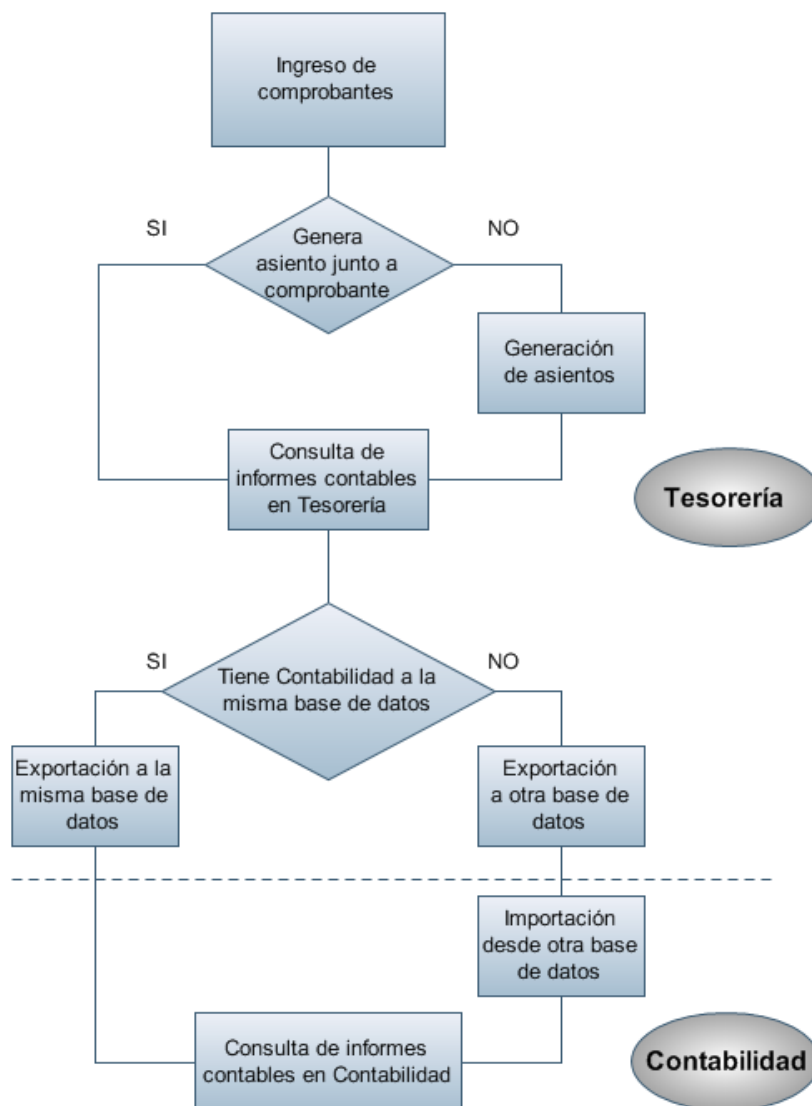 Ingreso de
comprobantes
SI
NO
Genera
asiento junto a
comprobante
Generación
de asientos
Consulta de
informes contables
en Tesorería
Tesorería
SI
NO
Tiene Contabilidad a la
misma base de datos
Exportación a la
misma base de
datos
Exportación
a otra base de
datos
Importación
desde otra base
de datos
Consulta de informes
contables en Contabilidad
Contabilidad